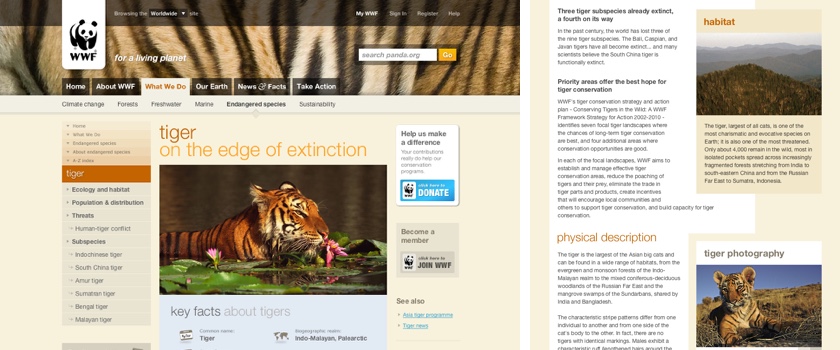 Browsing the WWF Worldwide site
My WWF Sign In Register Help
WWF
for a living planet
search panda.org Go
Home About WWF What We Do Our Earth News & Facts Take Action
Climate change Forests Freshwater Marine Endangered species Sustainability
Home
What We Do
Endangered species
About endangered species
A-Z index
tiger
Ecology and habitat
Population & distribution
Threats
Human-tiger conflict
Subspecies
Indochinese tiger
South China tiger
Amur tiger
Sumatran tiger
Bengal tiger
Malayan tiger
tiger
on the edge of extinction
key facts about tigers
Common name:
Tiger
Biogeographic realm:
Indo-Malayan, Palearctic
Help us make
a difference
Your contributions
really do help our
conservation
programs.
click here to
DONATE
Become a
member
click here to
JOIN WWF
See also
Asia tiger programme
Tiger news
Three tiger subspecies already extinct,
a fourth on its way
In the past century, the world has lost three of
the nine tiger subspecies. The Bali, Caspian, and
Javan tigers have all become extinct... and many
scientists believe the South China tiger is
functionally extinct.
Priority areas offer the best hope for
tiger conservation
WWF's tiger conservation strategy and action
plan - Conserving Tigers in the Wild: A WWF
Framework Strategy for Action 2002-2010 -
identifies seven focal tiger landscapes where
the chances of long-term tiger conservation
are best, and four additional areas where
conservation opportunities are good.
In each of the focal landscapes, WWF aims to
establish and manage effective tiger
conservation areas, reduce the poaching of
tigers and their prey, eliminate the trade in
tiger parts and products, create incentives
that will encourage local communities and
others to support tiger conservation, and build capacity for tiger
conservation.
physical description
The tiger is the largest of the Asian big cats and
can be found in a wide range of habitats, from the
evergreen and monsoon forests of the Indo-
Malayan realm to the mixed coniferous-deciduous
woodlands of the Russian Far East and the
mangrove swamps of the Sundarbans, shared by
India and Bangladesh.
The characteristic stripe patterns differ from one
individual to another and from one side of the
cat's body to the other. In fact, there are no
tigers with identical markings. Males exhibit a
habitat
The tiger, largest of all cats, is one of the
most charismatic and evocative species on
Earth; it is also one of the most threatened.
Only about 4,000 remain in the wild, most in
isolated pockets spread across increasingly
fragmented forests stretching from India to
south-eastern China and from the Russian
Far East to Sumatra, Indonesia.
tiger photography